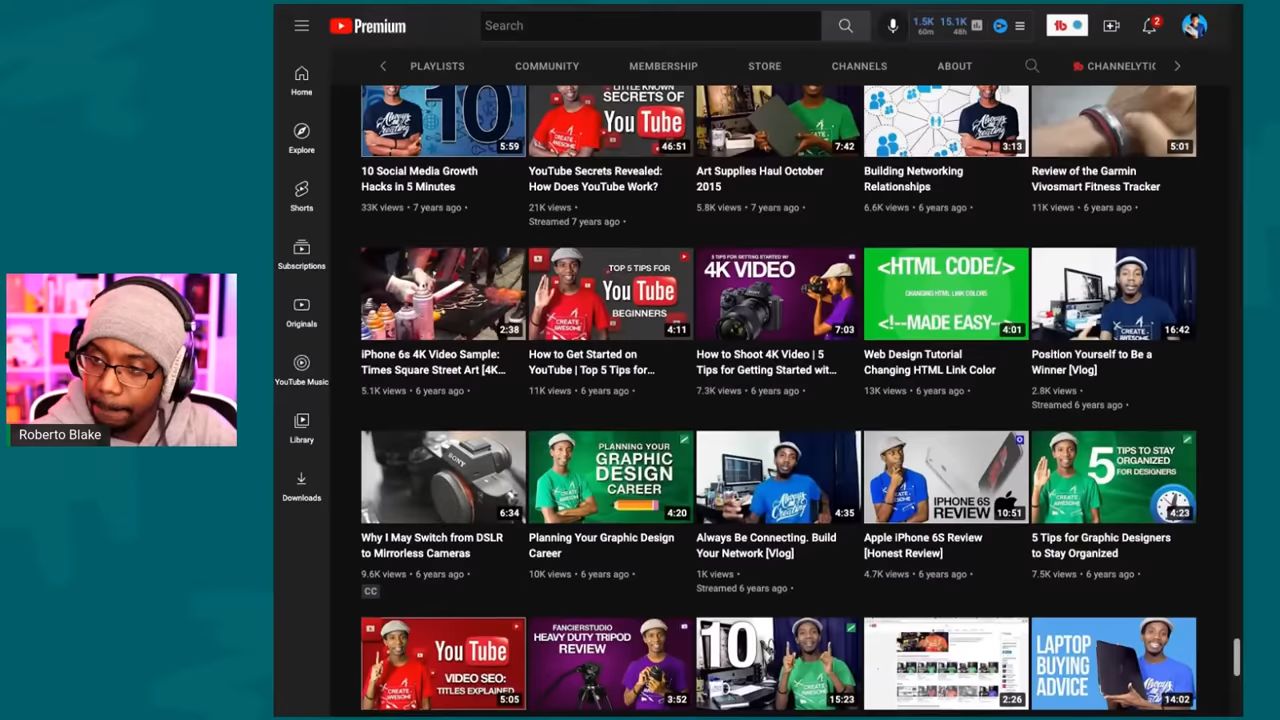 Premium
Search
1.5K 15.1K
60m 48h
tb
2
PLAYLISTS COMMUNITY MEMBERSHIP STORE CHANNELS ABOUT CHANNELYTIC
Home
Explore
Shorts
Subscriptions
Originals
YouTube Music
Library
Downloads
Roberto Blake
10
5:59
LITTLE KNOWN
SECRETS OF
YouTube
46:51
7:42
3:13
5:01
10 Social Media Growth
Hacks in 5 Minutes
33K views • 7 years ago •
YouTube Secrets Revealed:
How Does YouTube Work?
21K views •
Streamed 7 years ago •
Art Supplies Haul October
2015
5.8K views • 7 years ago •
Building Networking
Relationships
6.6K views • 6 years ago •
Review of the Garmin
Vivosmart Fitness Tracker
11K views • 6 years ago •
2:38
TOP 5 TIPS FOR
YouTube
BEGINNERS
4:11
5 TIPS FOR GETTING STARTED W/
4K VIDEO
7:03
<HTML CODE/>
CHANGING HTML LINK COLORS
<!--MADE EASY--
4:01
16:42
iPhone 6s 4K Video Sample:
Times Square Street Art [4K...
5.1K views • 6 years ago •
How to Get Started on
YouTube | Top 5 Tips for...
11K views • 6 years ago •
How to Shoot 4K Video | 5
Tips for Getting Started wit...
7.3K views • 6 years ago •
Web Design Tutorial
Changing HTML Link Color
13K views • 6 years ago •
Position Yourself to Be a
Winner [Vlog]
2.8K views •
Streamed 6 years ago •
SONY
6:34
PLANNING YOUR
GRAPHIC
DESIGN
CAREER
4:20
4:35
IPHONE 6S
REVIEW
10:51
5 TIPS TO STAY
ORGANIZED
FOR DESIGNERS
4:23
Why I May Switch from DSLR
to Mirrorless Cameras
9.6K views • 6 years ago •
CC
Planning Your Graphic Design
Career
10K views • 6 years ago •
Always Be Connecting. Build
Your Network [Vlog]
1K views •
Streamed 6 years ago •
Apple iPhone 6S Review
[Honest Review]
4.7K views • 6 years ago •
5 Tips for Graphic Designers
to Stay Organized
7.5K views • 6 years ago •
YouTube
VIDEO SEO:
TITLES EXPLAINED
5:05
FANCIERSTUDIO
HEAVY DUTY TRIPOD
REVIEW
3:52
10
15:23
2:26
LAPTOP
BUYING
ADVICE
14:02